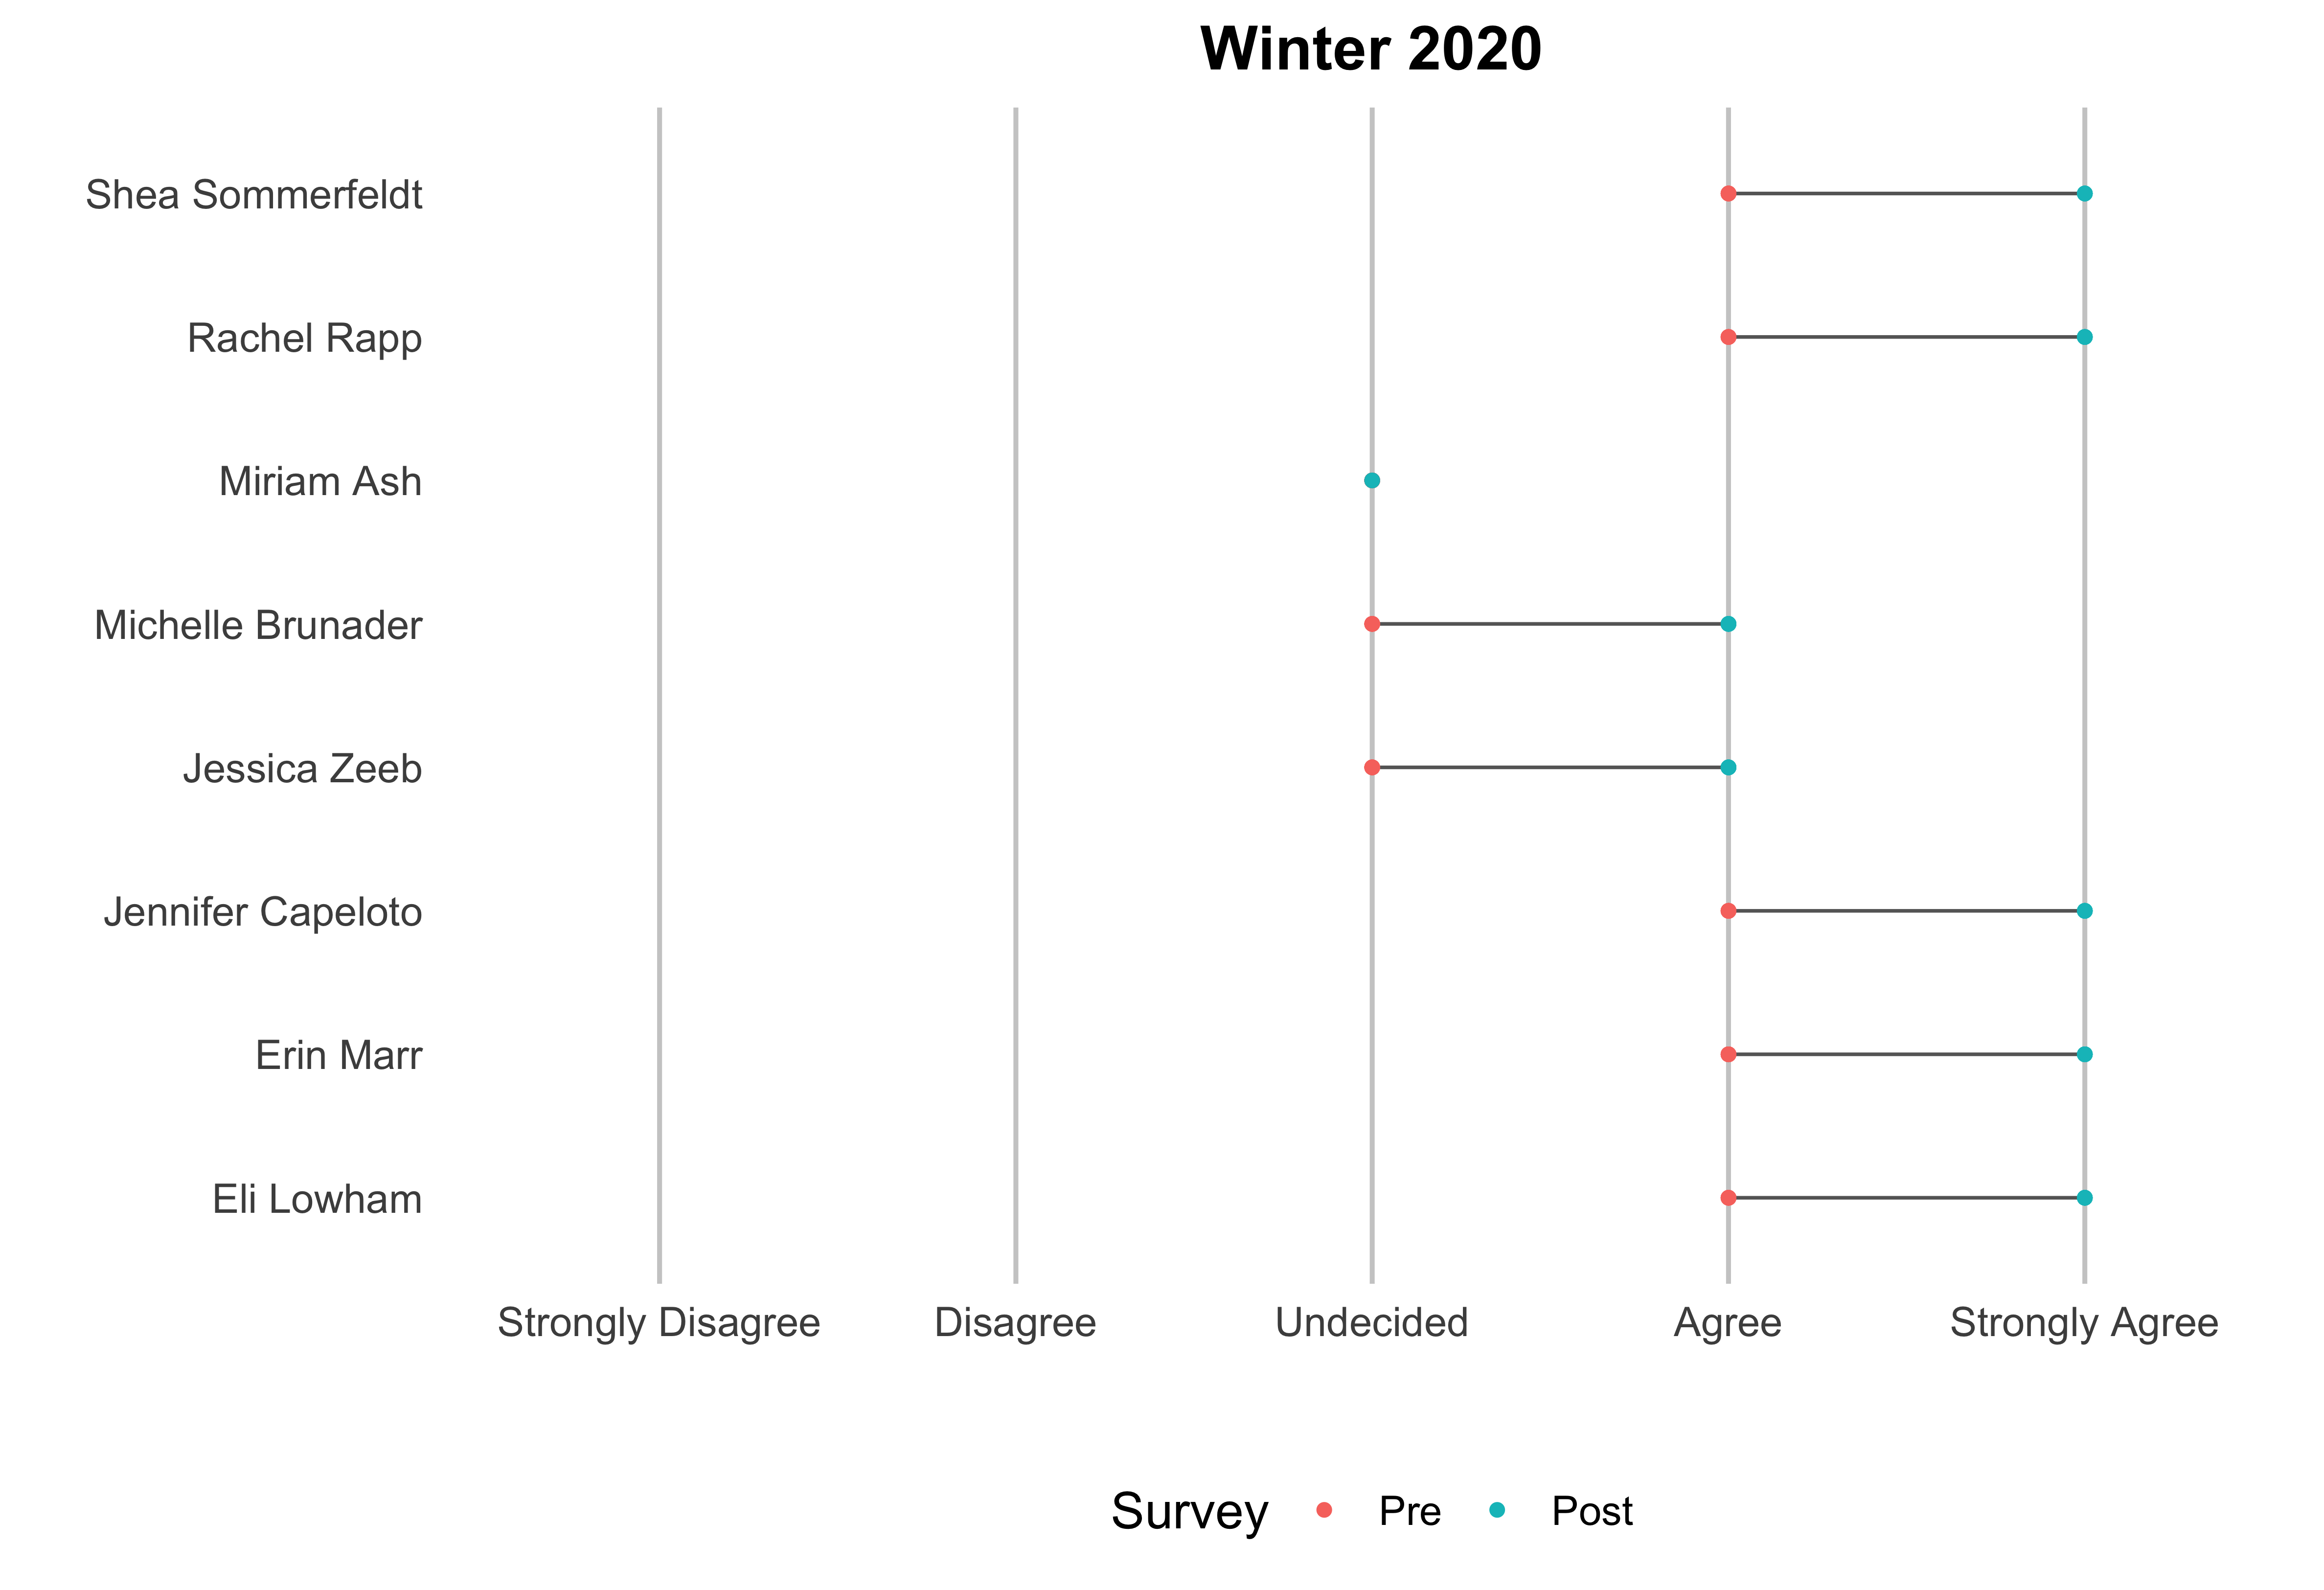 Winter 2020
Shea Sommerfeldt
Rachel Rapp
Miriam Ash
Michelle Brunader
Jessica Zeeb
Jennifer Capeloto
Erin Marr
Eli Lowham
Strongly Disagree Disagree Undecided Agree Strongly Agree
Survey Pre Post